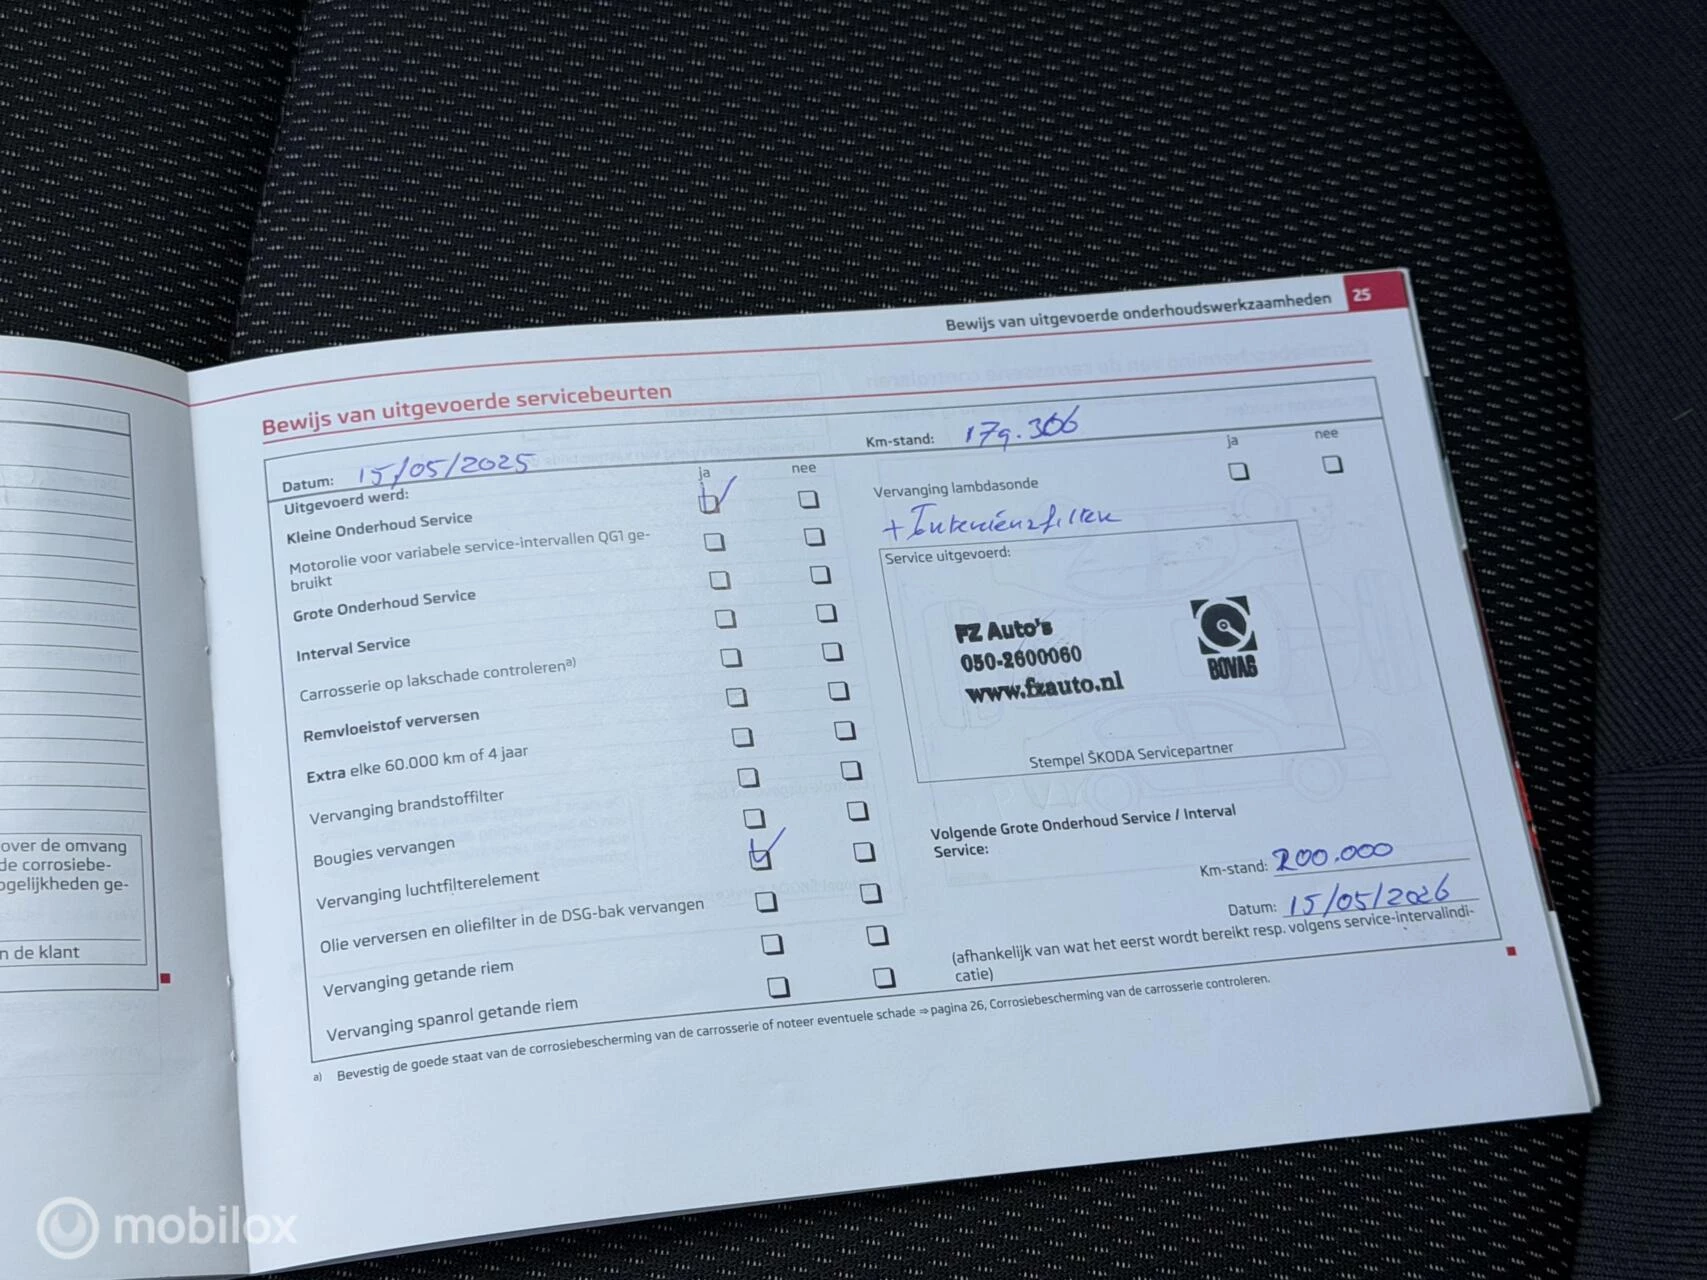 Bewijs van uitgevoerde onderhoudswerkzaamheden 25
Bewijs van uitgevoerde servicebeurten
Datum: 15/05/2025
Km-stand: 179.306
Uitgevoerd werd:
ja nee
Kleine Onderhoud Service
Motorolie voor variabele service-intervallen QG1 ge-
bruikt
Grote Onderhoud Service
Interval Service
Carrosserie op lakschade controleren a)
Remvloeistof verversen
Extra elke 60.000 km of 4 jaar
Vervanging brandstoffilter
Bougies vervangen
Vervanging luchtfilterelement
Olie verversen en oliefilter in de DSG-bak vervangen
Vervanging getande riem
Vervanging spanrol getande riem
ja nee
Vervanging lambdasonde
+ Interieurfilter
Service uitgevoerd:
FZ Auto's
050-2600060
www.fzauto.nl
BOVAG
Stempel ŠKODA Servicepartner
Volgende Grote Onderhoud Service / Interval
Service:
Km-stand: 200.000
Datum: 15/05/2026
(afhankelijk van wat het eerst wordt bereikt resp. volgens service-intervalindi-
catie)
a) Bevestig de goede staat van de corrosiebescherming van de carrosserie of noteer eventuele schade ⇒ pagina 26, Corrosiebescherming van de carrosserie controleren.
over de omvang
de corrosiebe-
ogelijkheden ge-
n de klant
mobilox